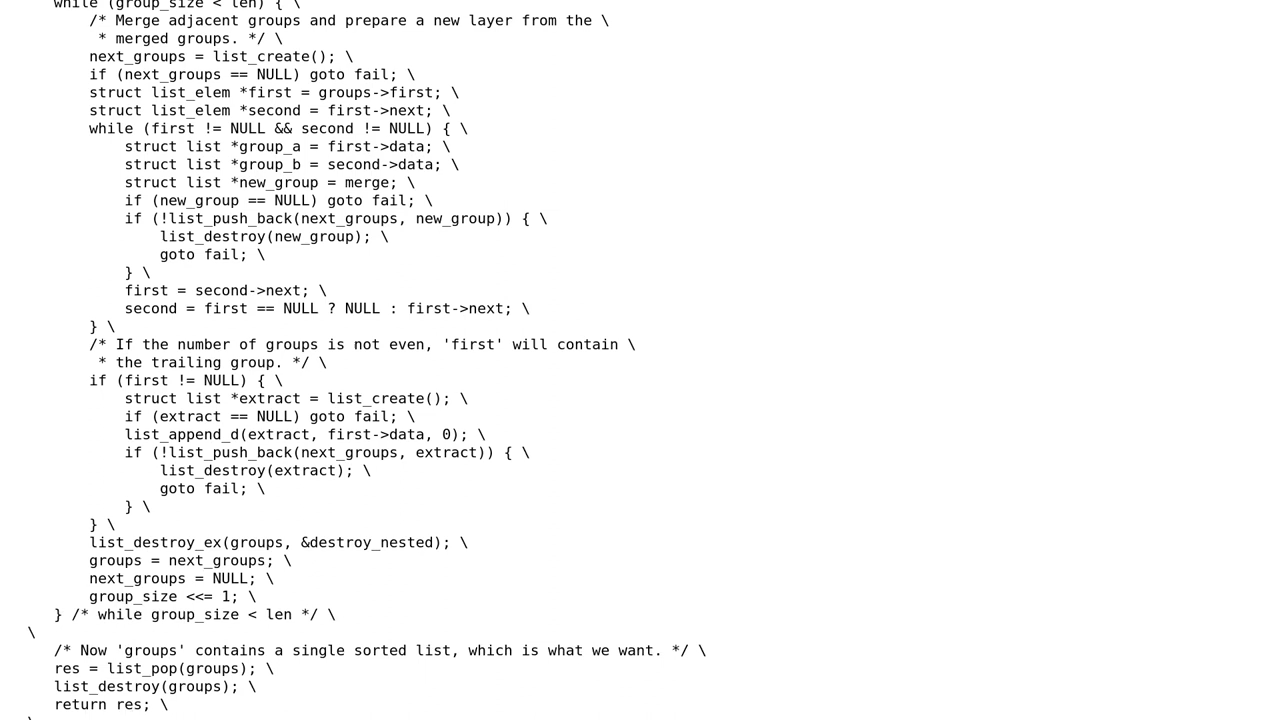 while (group_size < len) { \
/* Merge adjacent groups and prepare a new layer from the \
* merged groups. */ \
next_groups = list_create(); \
if (next_groups == NULL) goto fail; \
struct list_elem *first = groups->first; \
struct list_elem *second = first->next; \
while (first != NULL && second != NULL) { \
struct list *group_a = first->data; \
struct list *group_b = second->data; \
struct list *new_group = merge; \
if (new_group == NULL) goto fail; \
if (!list_push_back(next_groups, new_group)) { \
list_destroy(new_group); \
goto fail; \
} \
first = second->next; \
second = first == NULL ? NULL : first->next; \
} \
/* If the number of groups is not even, 'first' will contain \
* the trailing group. */ \
if (first != NULL) { \
struct list *extract = list_create(); \
if (extract == NULL) goto fail; \
list_append_d(extract, first->data, 0); \
if (!list_push_back(next_groups, extract)) { \
list_destroy(extract); \
goto fail; \
} \
} \
list_destroy_ex(groups, &destroy_nested); \
groups = next_groups; \
next_groups = NULL; \
group_size <<= 1; \
} /* while group_size < len */ \
\
/* Now 'groups' contains a single sorted list, which is what we want. */ \
res = list_pop(groups); \
list_destroy(groups); \
return res; \
\